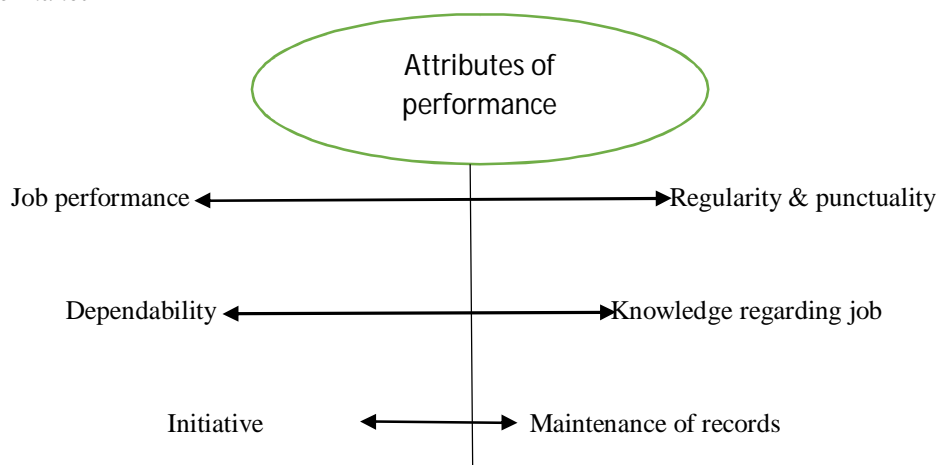 Attributes of
performance
Job performance Regularity & punctuality
Dependability Knowledge regarding job
Initiative Maintenance of records